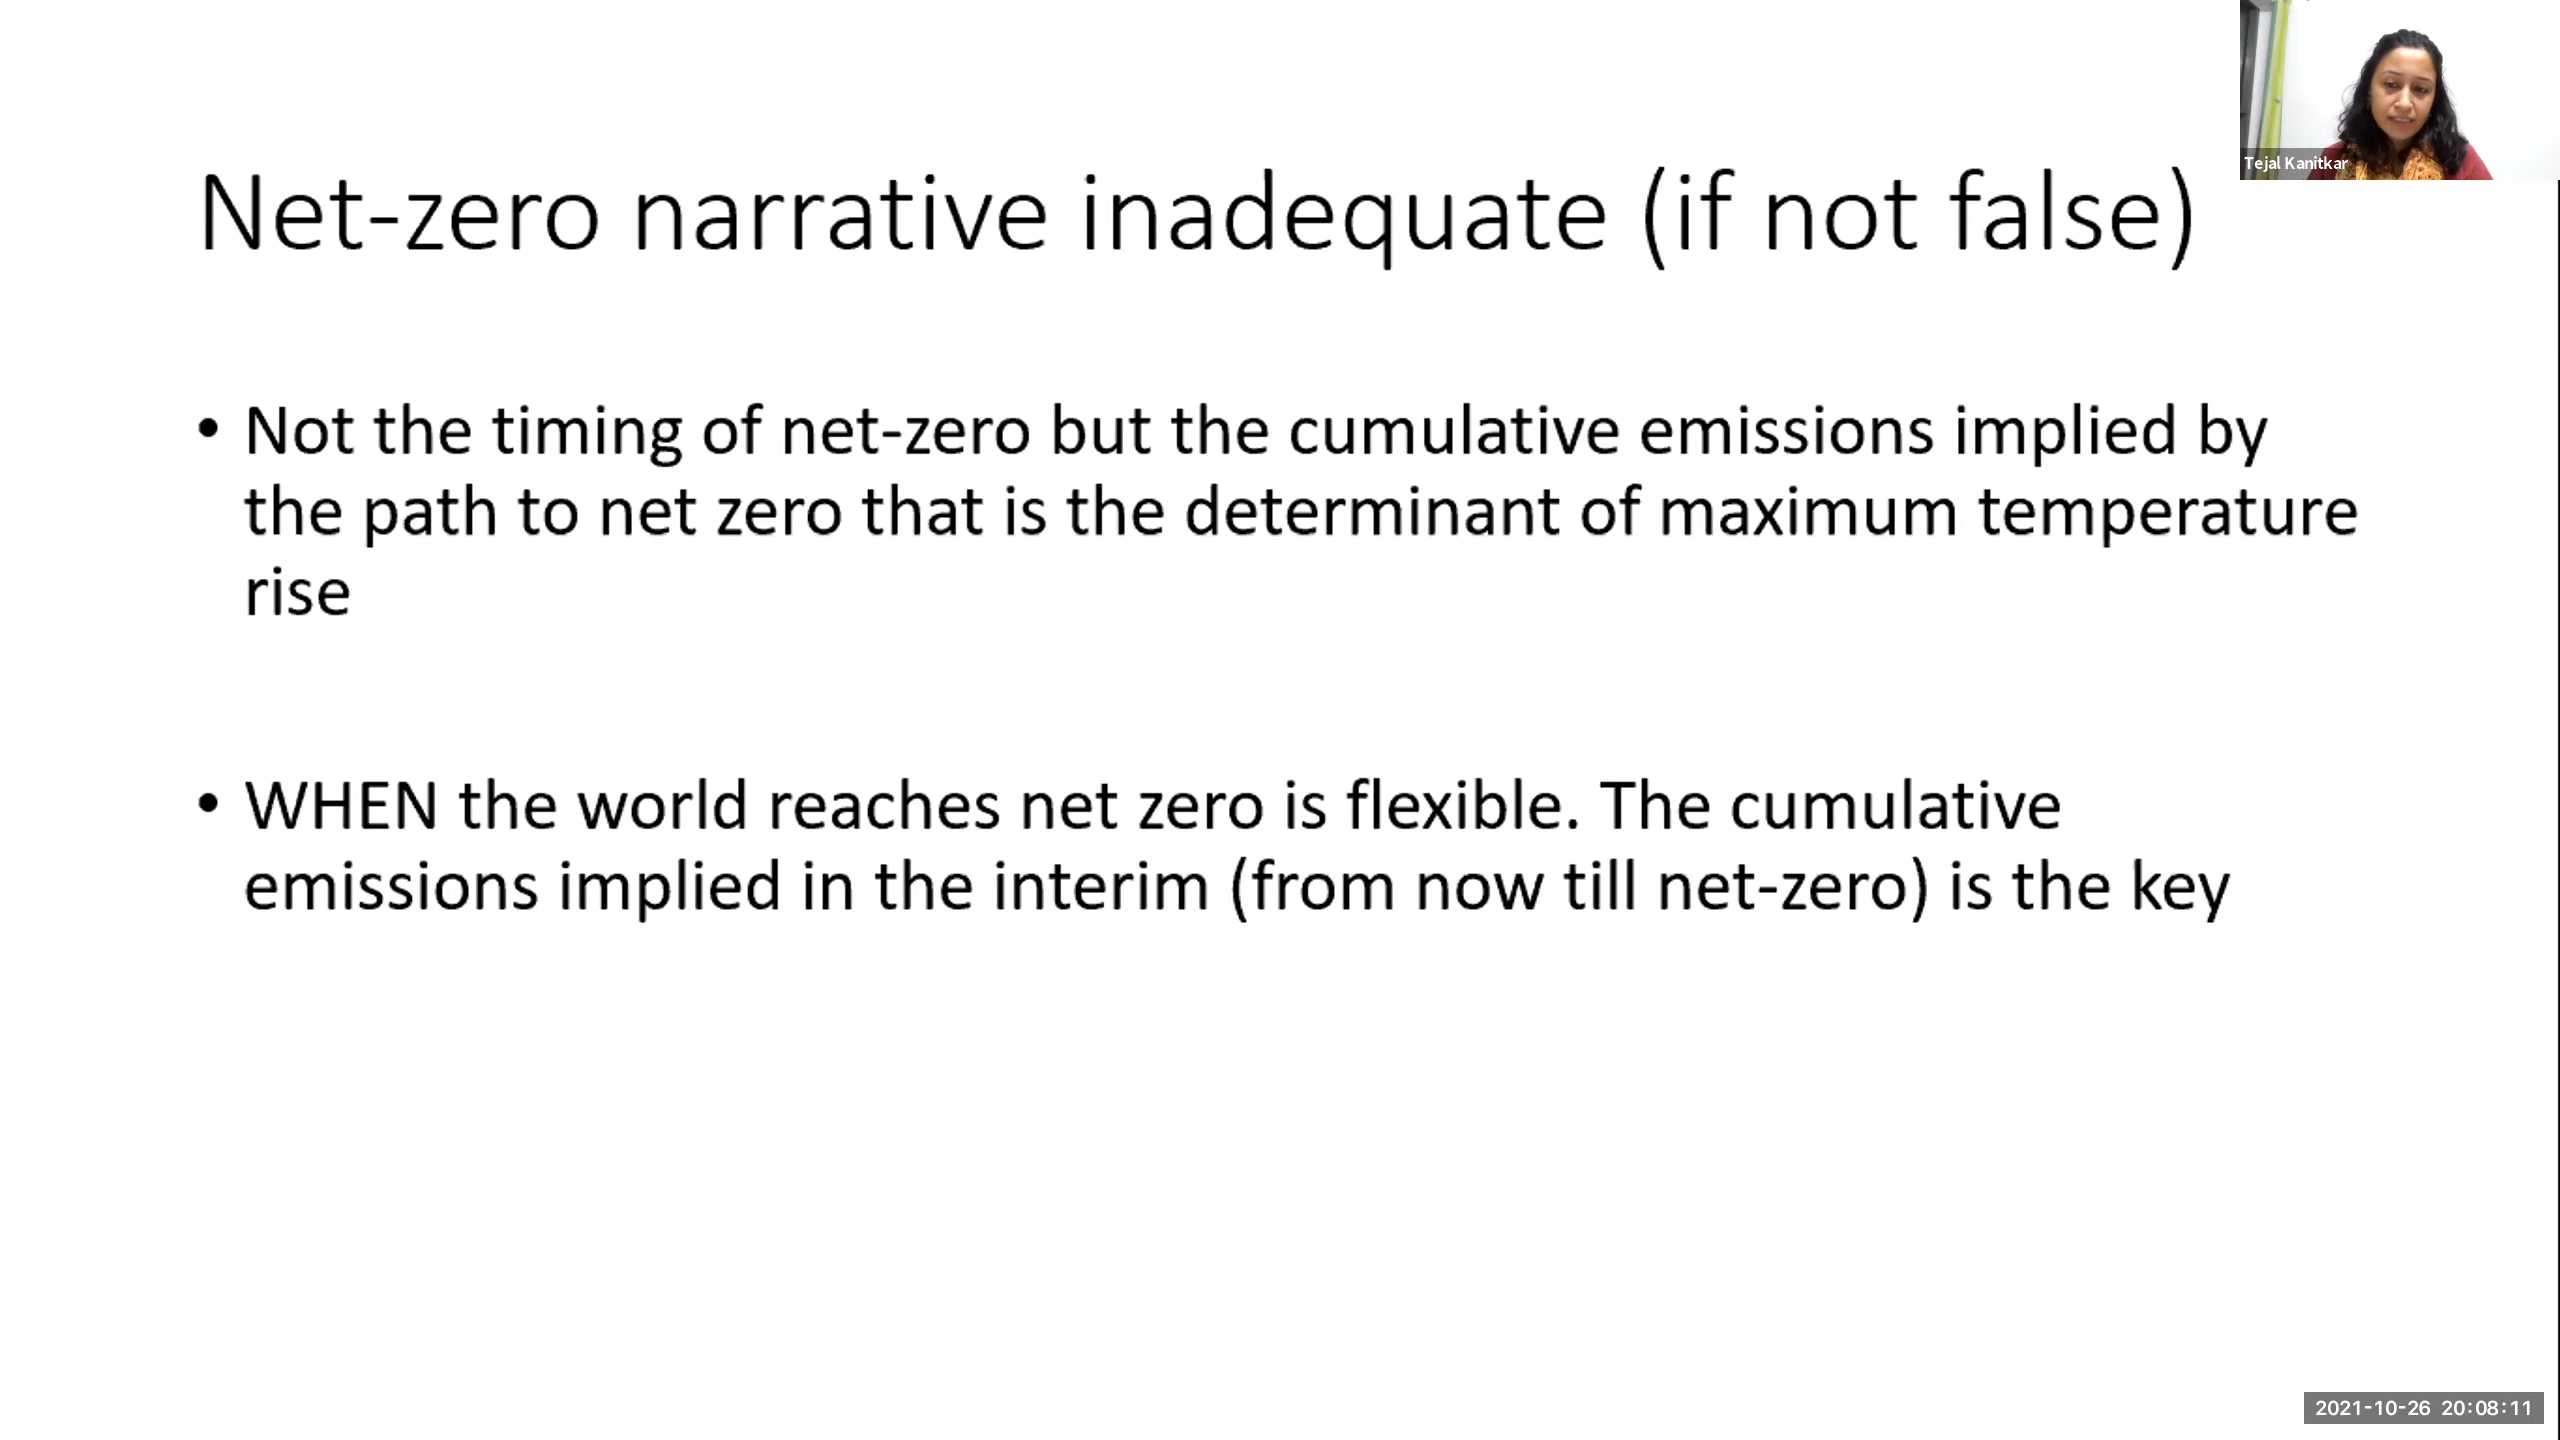 Tejal Kanitkar
Net-zero narrative inadequate (if not false)
• Not the timing of net-zero but the cumulative emissions implied by
the path to net zero that is the determinant of maximum temperature
rise
• WHEN the world reaches net zero is flexible. The cumulative
emissions implied in the interim (from now till net-zero) is the key
2021-10-26 20:08:11